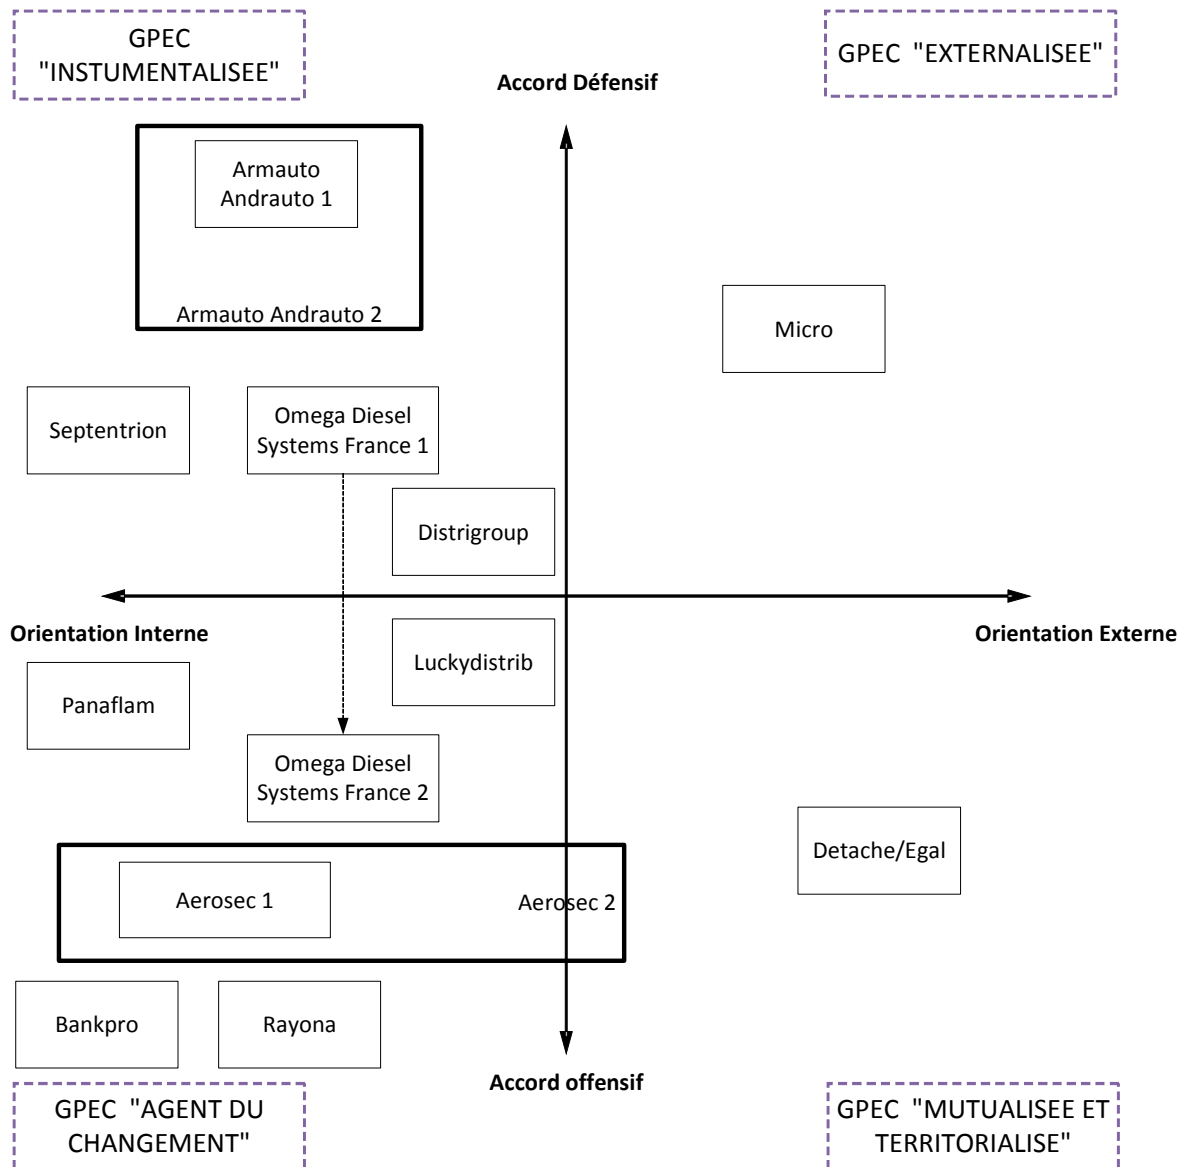 GPEC
"INSTUMENTALISEE"
GPEC  "EXTERNALISEE"
Accord Défensif
Armauto
Andrauto 1
Armauto Andrauto 2
Micro
Septentrion
Omega Diesel
Systems France 1
Distrigroup
Orientation Interne
Orientation Externe
Luckydistrib
Panaflam
Omega Diesel
Systems France 2
Detache/Egal
Aerosec 1
Aerosec 2
Bankpro
Rayona
Accord offensif
GPEC  "AGENT DU
CHANGEMENT"
GPEC  "MUTUALISEE ET
TERRITORIALISE"